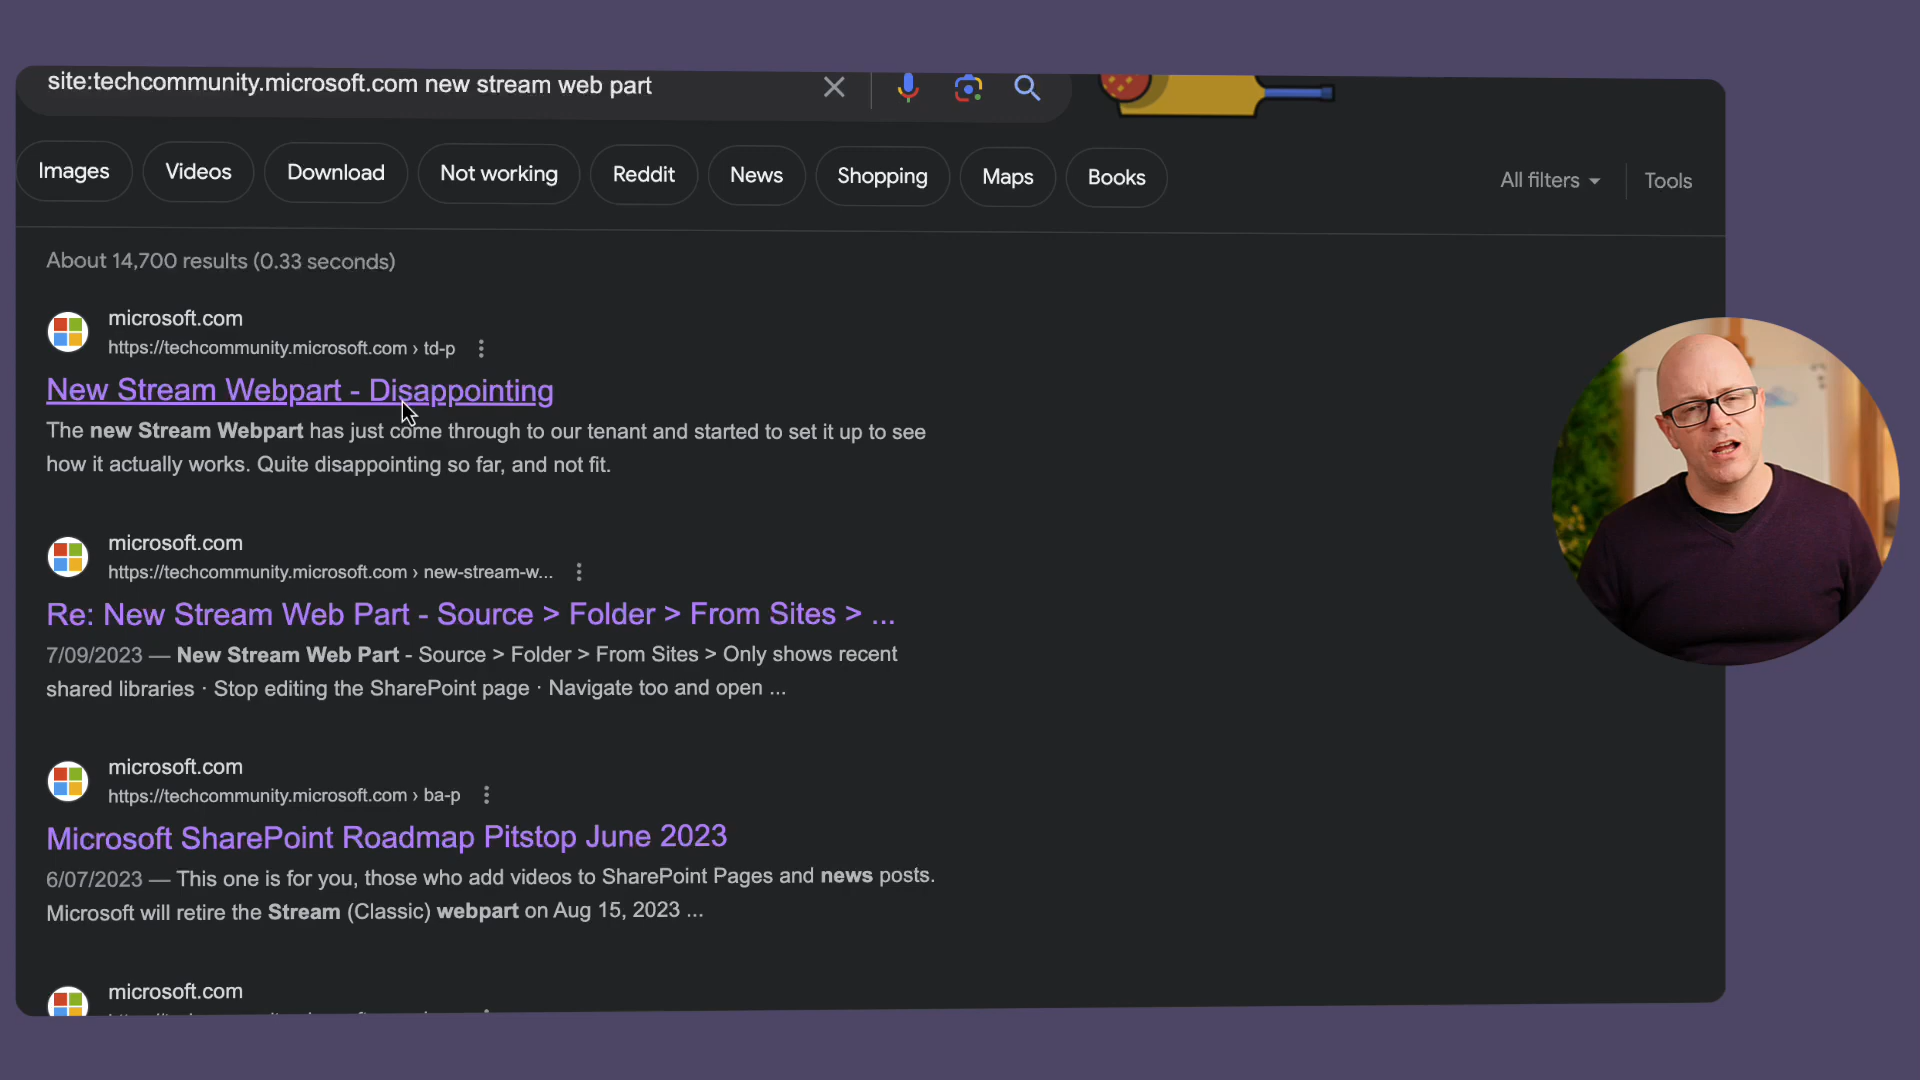 site:techcommunity.microsoft.com new stream web part
Images Videos Download Not working Reddit News Shopping Maps Books All filters Tools
About 14,700 results (0.33 seconds)
microsoft.com
https://techcommunity.microsoft.com › td-p
New Stream Webpart - Disappointing
The new Stream Webpart has just come through to our tenant and started to set it up to see
how it actually works. Quite disappointing so far, and not fit.
microsoft.com
https://techcommunity.microsoft.com › new-stream-w...
Re: New Stream Web Part - Source > Folder > From Sites > ...
7/09/2023 — New Stream Web Part - Source > Folder > From Sites > Only shows recent
shared libraries · Stop editing the SharePoint page · Navigate too and open ...
microsoft.com
https://techcommunity.microsoft.com › ba-p
Microsoft SharePoint Roadmap Pitstop June 2023
6/07/2023 — This one is for you, those who add videos to SharePoint Pages and news posts.
Microsoft will retire the Stream (Classic) webpart on Aug 15, 2023 ...
microsoft.com